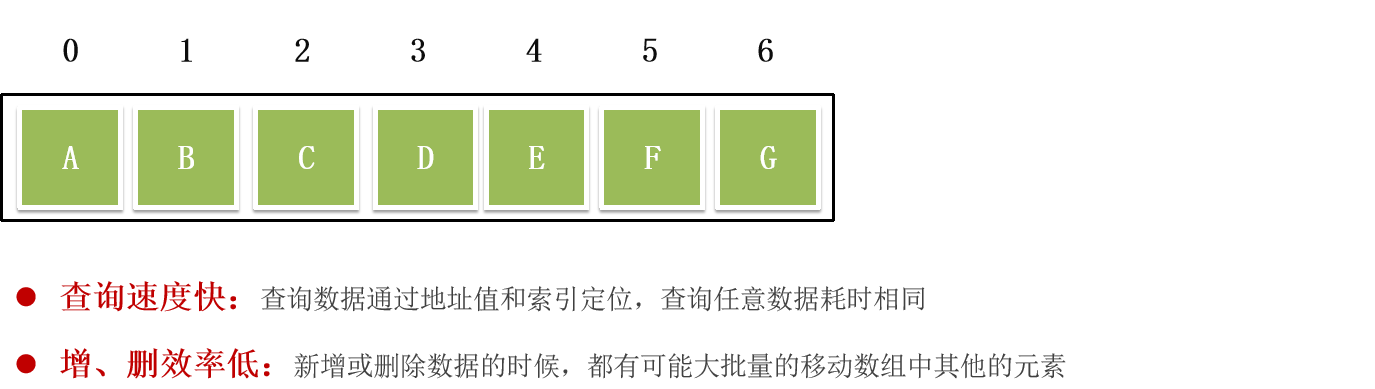 0 1 2 3 4 5 6
A B C D E F G
查询速度快：查询数据通过地址值和索引定位，查询任意数据耗时相同
增、删效率低：新增或删除数据的时候，都有可能大批量的移动数组中其他的元素